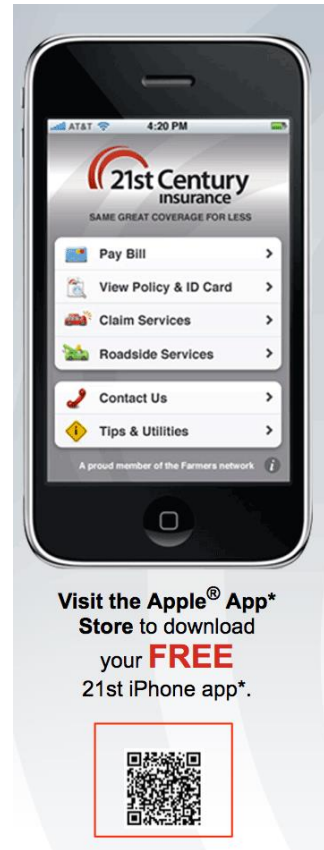 AT&T 4:20 PM
21st Century
insurance
SAME GREAT COVERAGE FOR LESS
Pay Bill
View Policy & ID Card
Claim Services
Roadside Services
Contact Us
Tips & Utilities
A proud member of the Farmers network i
Visit the Apple® App*
Store to download
your FREE
21st iPhone app*.